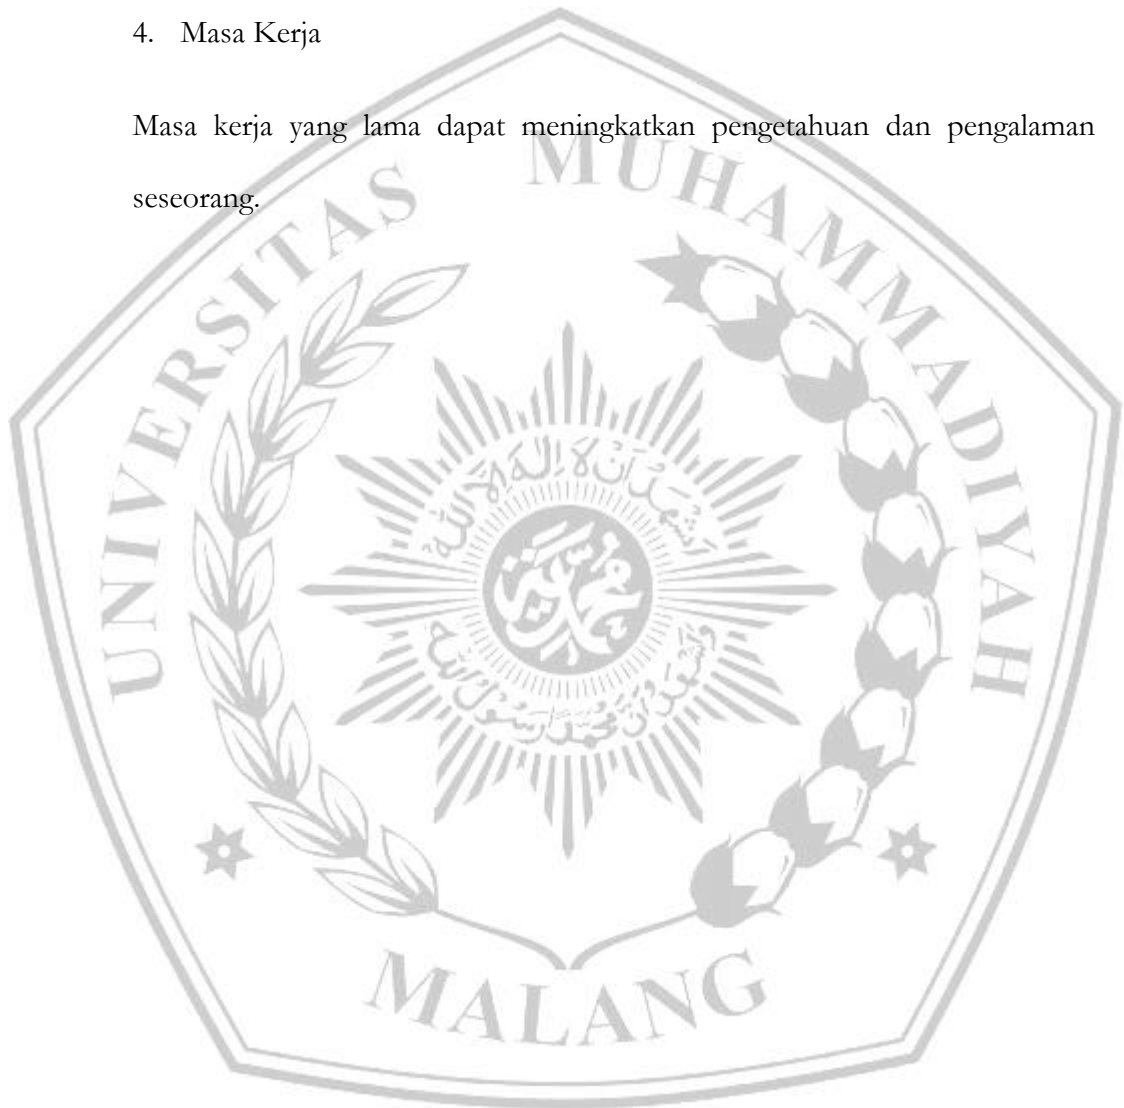 4. Masa Kerja
Masa kerja yang lama dapat meningkatkan pengetahuan dan pengalaman
seseorang.
UNIVERSITAS MUHAMMADIYAH
MALANG